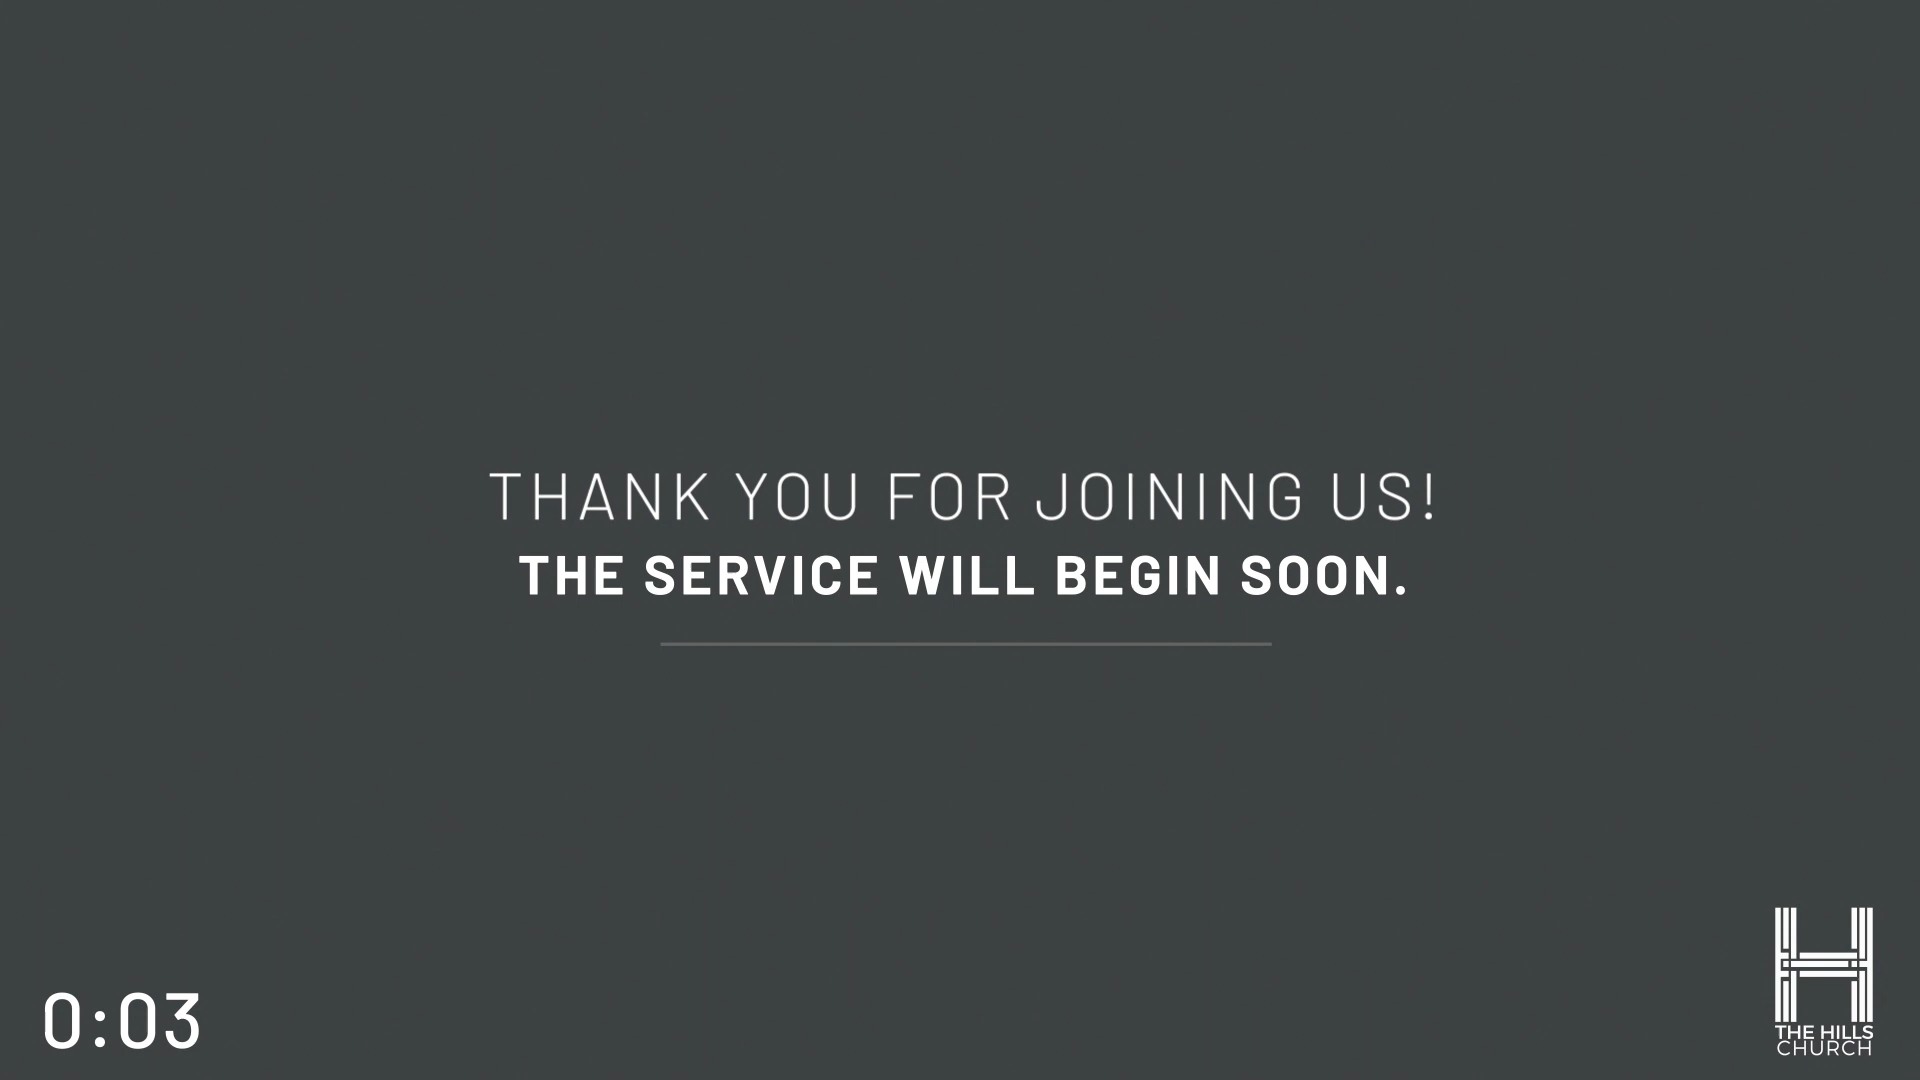 THANK YOU FOR JOINING US!
THE SERVICE WILL BEGIN SOON.
0:03
THE HILLS
CHURCH